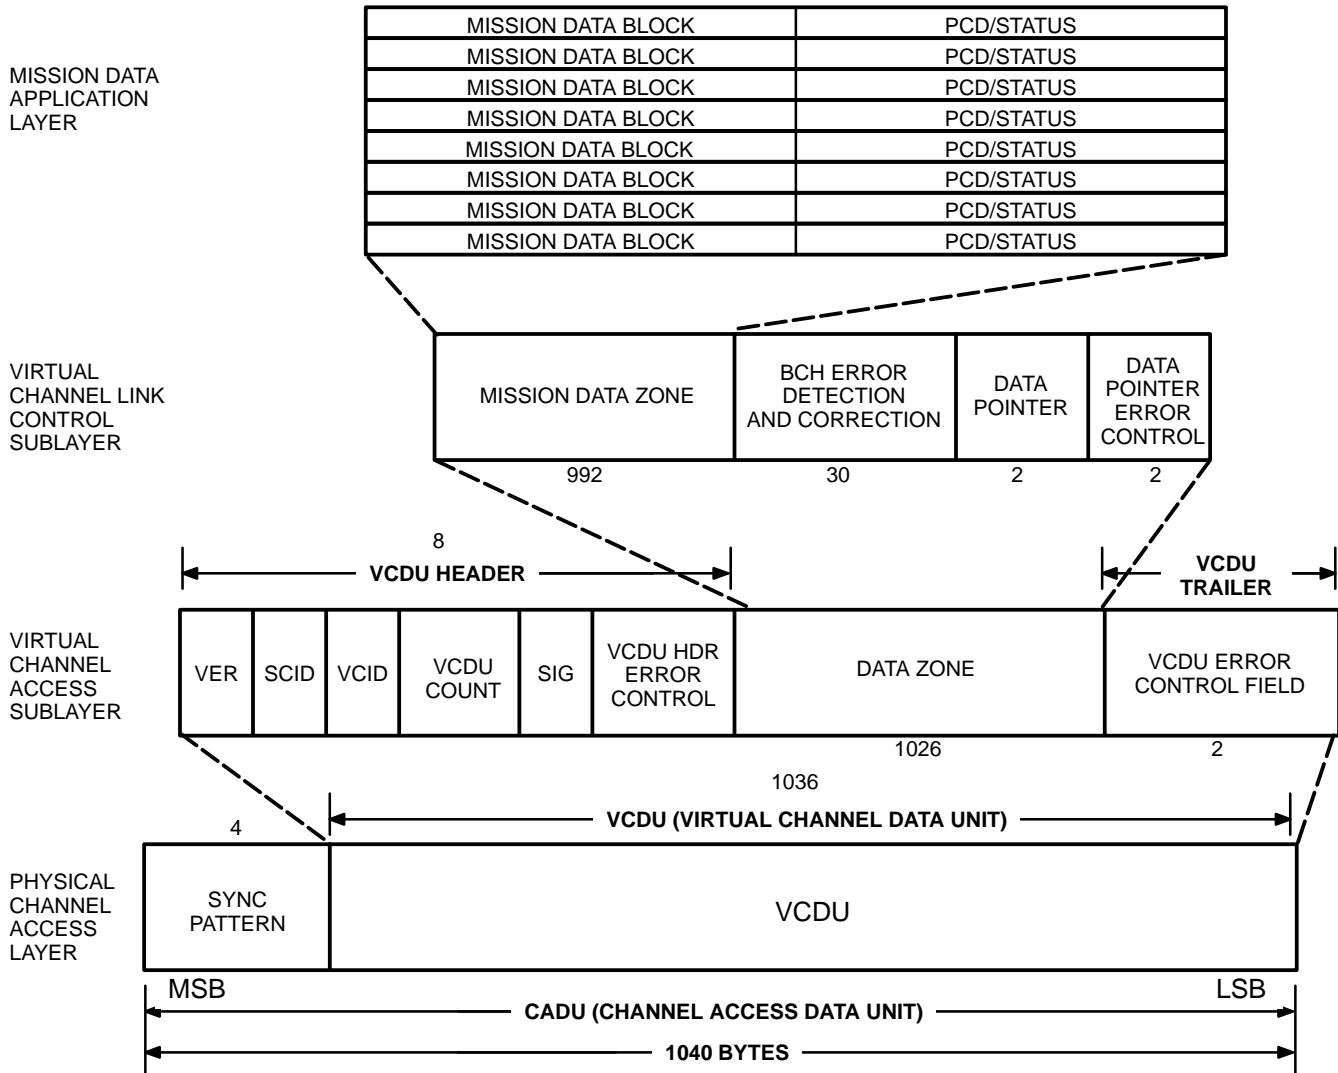 MISSION DATA BLOCK PCD/STATUS
MISSION DATA BLOCK PCD/STATUS
MISSION DATA BLOCK PCD/STATUS
MISSION DATA BLOCK PCD/STATUS
MISSION DATA BLOCK PCD/STATUS
MISSION DATA BLOCK PCD/STATUS
MISSION DATA BLOCK PCD/STATUS
MISSION DATA BLOCK PCD/STATUS
MISSION DATA
APPLICATION
LAYER
VIRTUAL
CHANNEL LINK
CONTROL
SUBLAYER
MISSION DATA ZONE
BCH ERROR
DETECTION
AND CORRECTION
DATA
POINTER
DATA
POINTER
ERROR
CONTROL
992 30 2 2
8
VCDU HEADER
VCDU
TRAILER
VIRTUAL
CHANNEL
ACCESS
SUBLAYER
VER
SCID
VCID
VCDU
COUNT
SIG
VCDU HDR
ERROR
CONTROL
DATA ZONE
VCDU ERROR
CONTROL FIELD
1026 2
1036
4
VCDU (VIRTUAL CHANNEL DATA UNIT)
PHYSICAL
CHANNEL
ACCESS
LAYER
SYNC
PATTERN
VCDU
MSB LSB
CADU (CHANNEL ACCESS DATA UNIT)
1040 BYTES